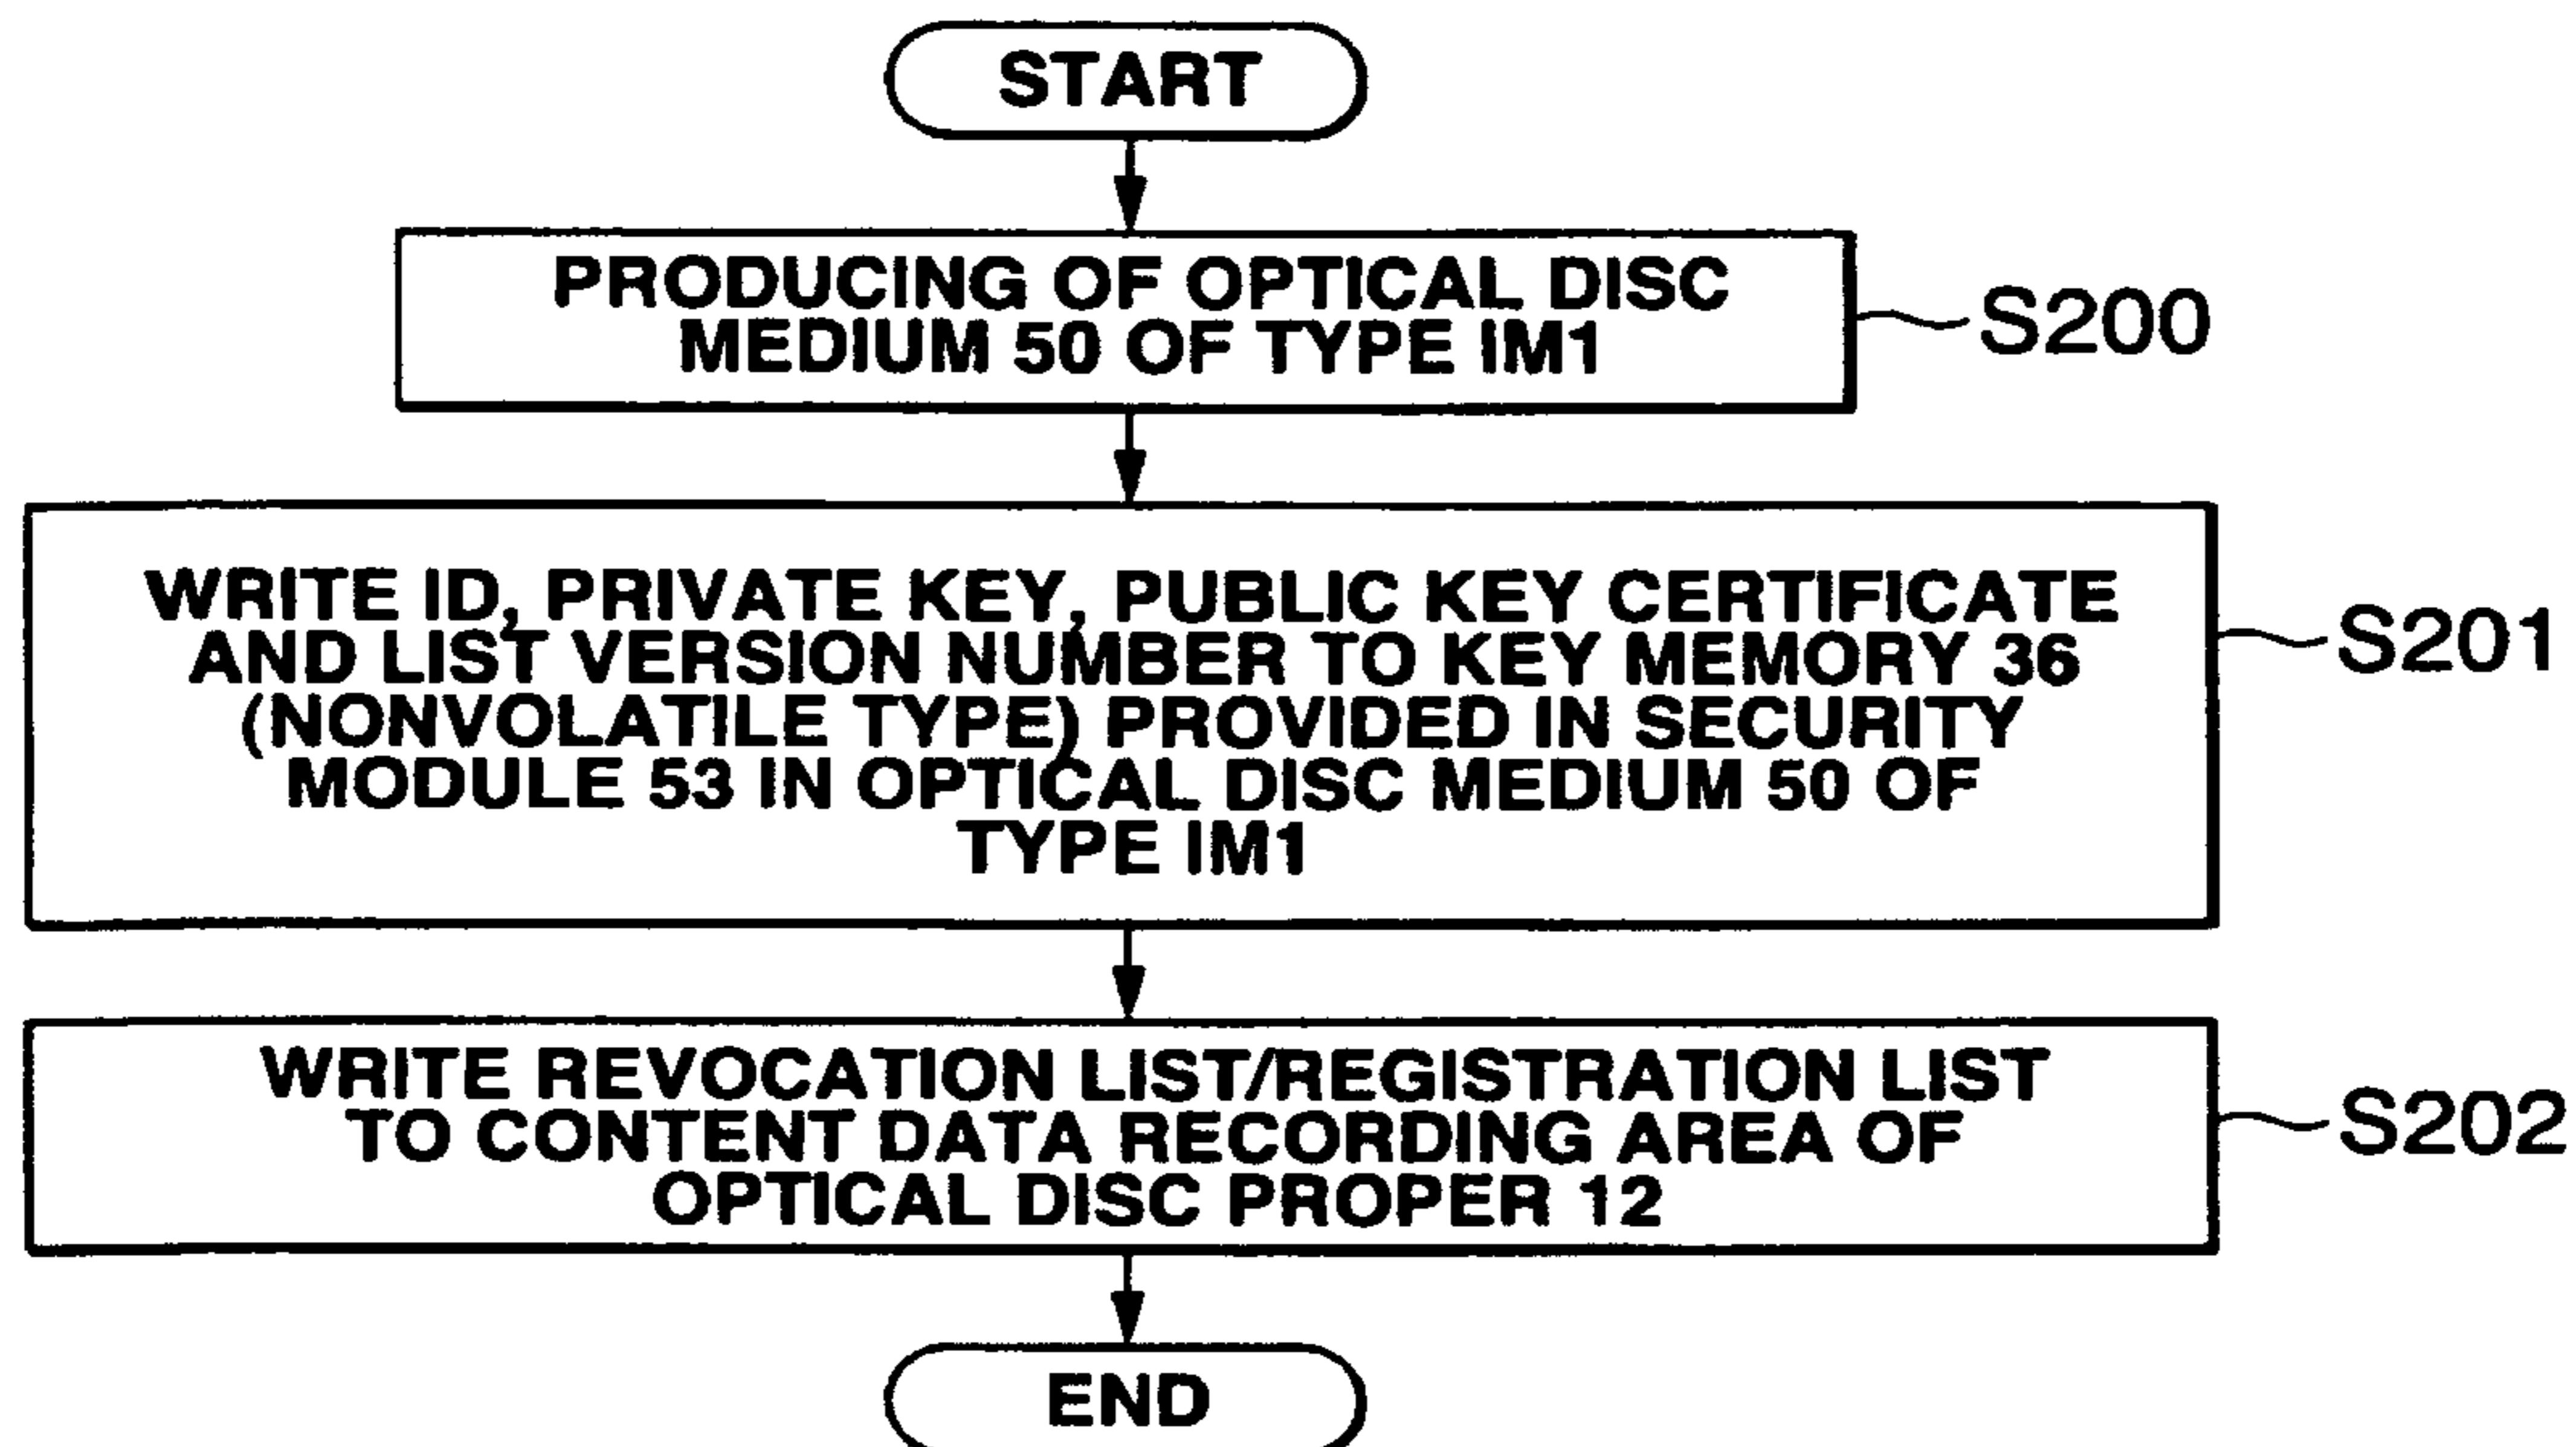 START
PRODUCING OF OPTICAL DISC
MEDIUM 50 OF TYPE IM1
S200
WRITE ID, PRIVATE KEY, PUBLIC KEY CERTIFICATE
AND LIST VERSION NUMBER TO KEY MEMORY 36
(NONVOLATILE TYPE) PROVIDED IN SECURITY
MODULE 53 IN OPTICAL DISC MEDIUM 50 OF
TYPE IM1
S201
WRITE REVOCATION LIST/REGISTRATION LIST
TO CONTENT DATA RECORDING AREA OF
OPTICAL DISC PROPER 12
S202
END